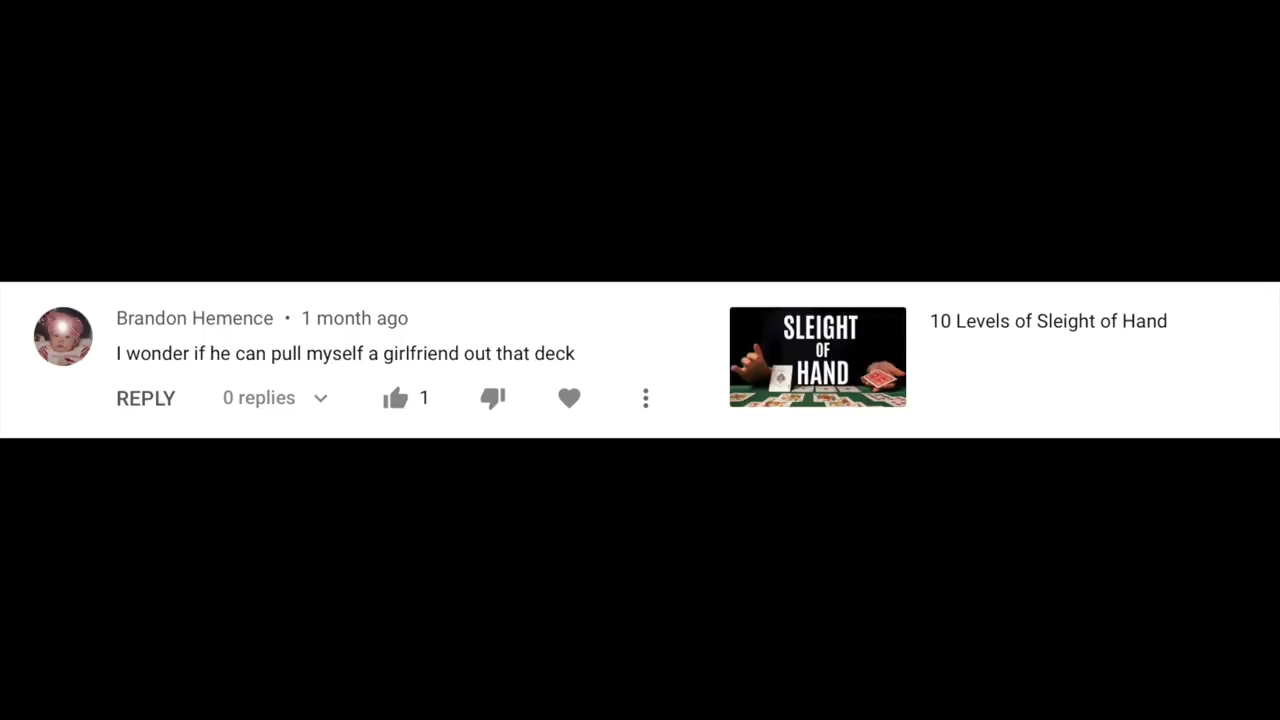 Brandon Hemence • 1 month ago
I wonder if he can pull myself a girlfriend out that deck
REPLY 0 replies 1
SLEIGHT
OF
HAND
10 Levels of Sleight of Hand